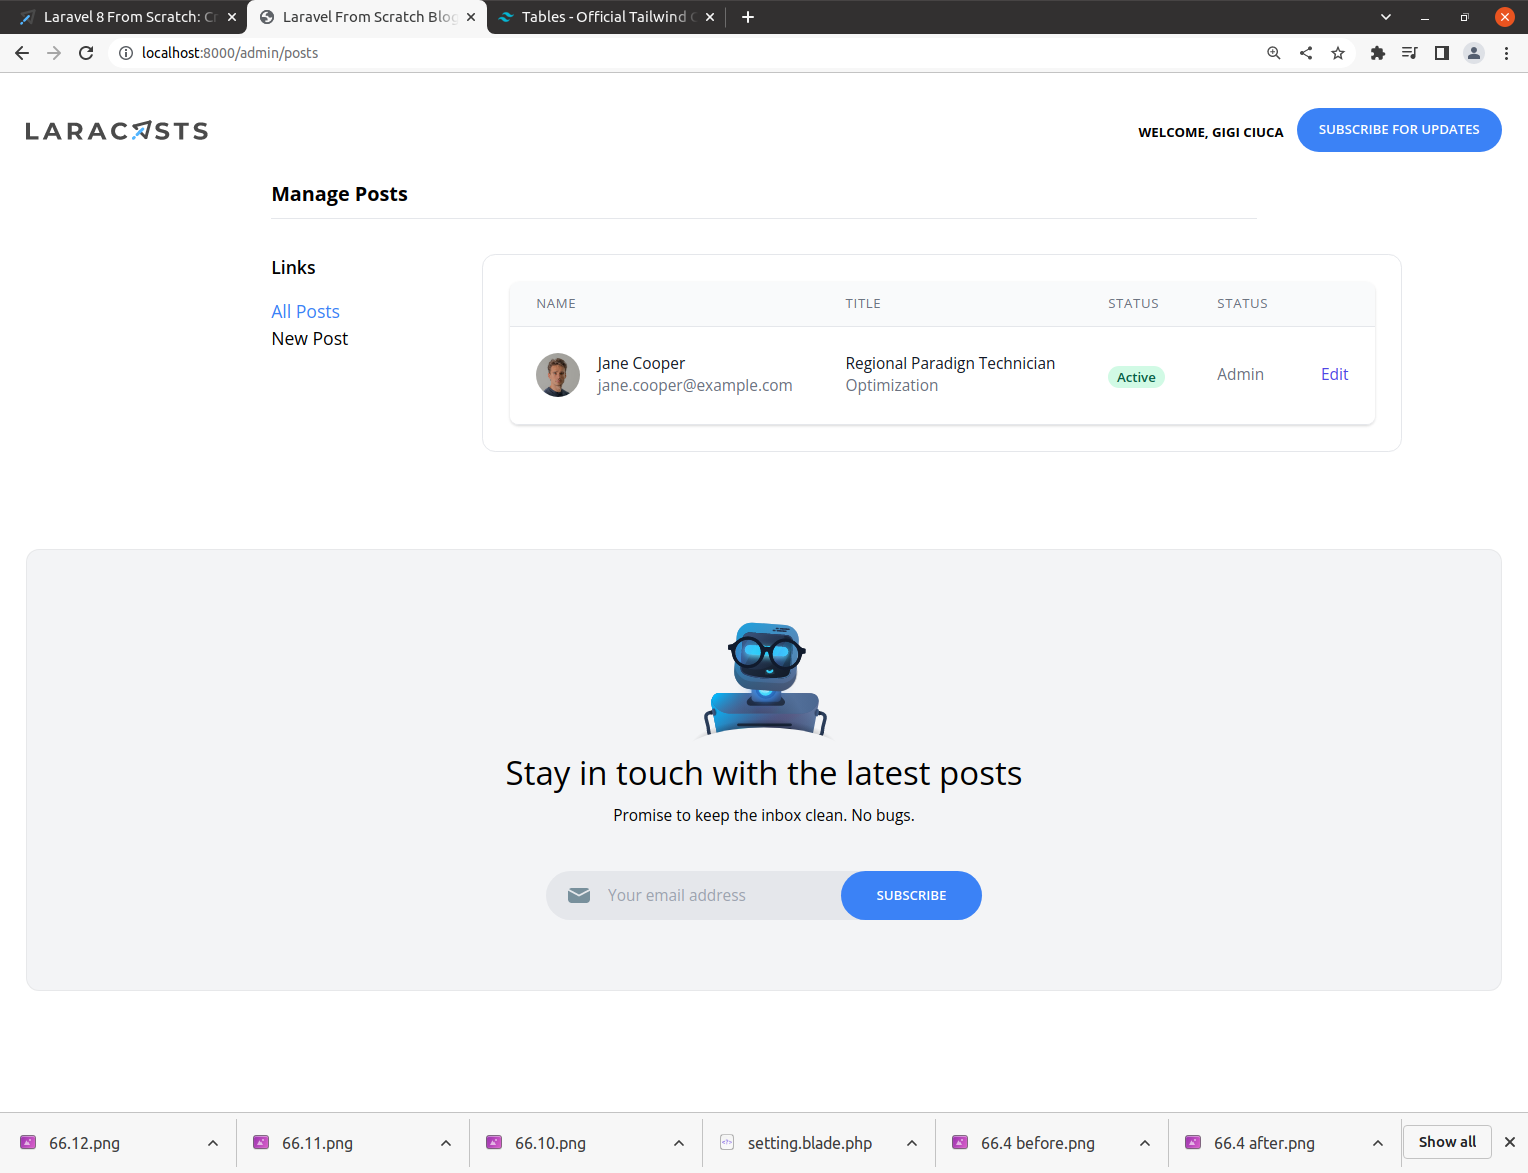 Laravel 8 From Scratch: Cr
Laravel From Scratch Blog
Tables - Official Tailwind C
localhost:8000/admin/posts
LARACASTS
WELCOME, GIGI CIUCA
SUBSCRIBE FOR UPDATES
Manage Posts
Links
All Posts
New Post
NAME TITLE STATUS STATUS
Jane Cooper
jane.cooper@example.com
Regional Paradign Technician
Optimization
Active
Admin
Edit
Stay in touch with the latest posts
Promise to keep the inbox clean. No bugs.
Your email address
SUBSCRIBE
66.12.png
66.11.png
66.10.png
setting.blade.php
66.4 before.png
66.4 after.png
Show all